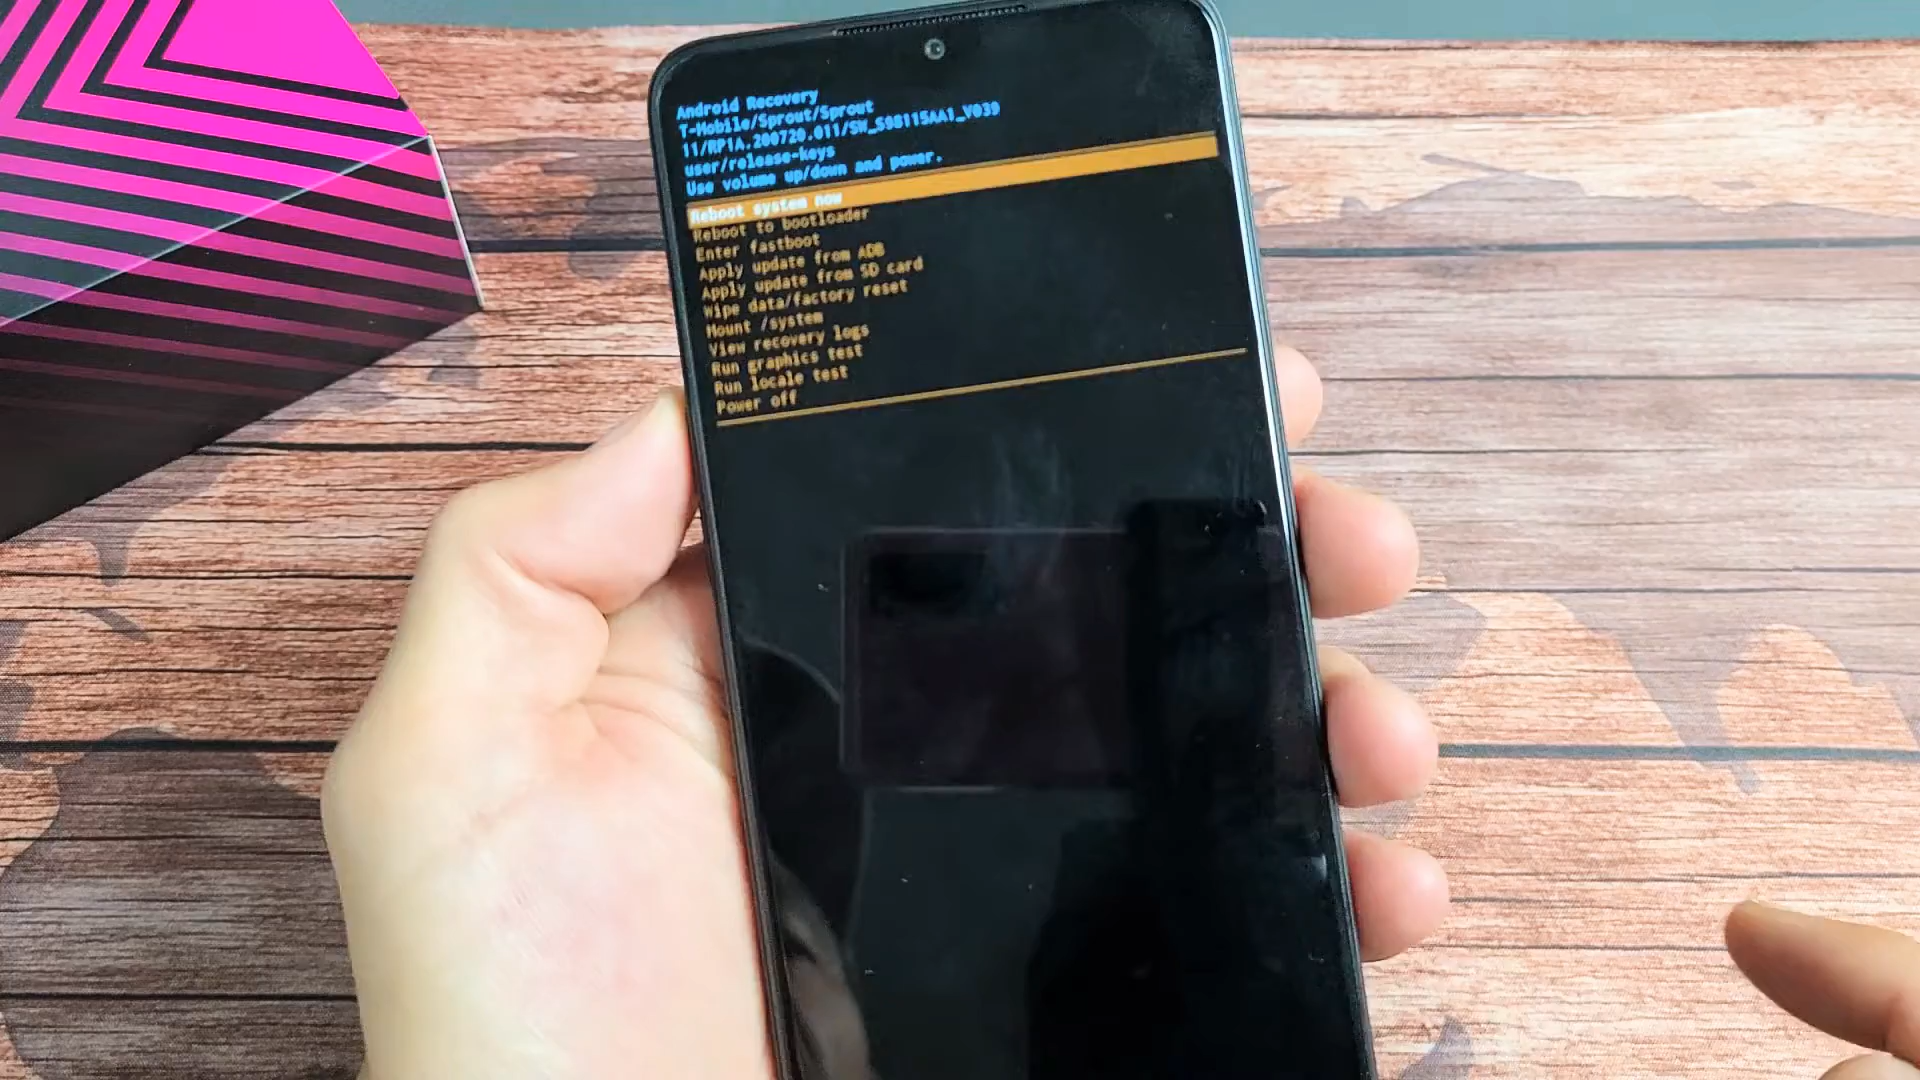 Android Recovery
T-Mobile/Sprout/Sprout
11/RP1A.200720.011/SW_S98115AA1_V039
user/release-keys
Use volume up/down and power.
Reboot system now
Reboot to bootloader
Enter fastboot
Apply update from ADB
Apply update from SD card
Wipe data/factory reset
Mount /system
View recovery logs
Run graphics test
Run locale test
Power off